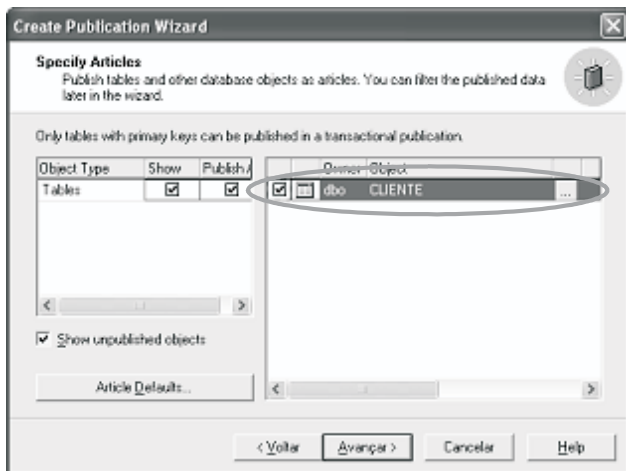 Create Publication Wizard
Specify Articles
Publish tables and other database objects as articles. You can filter the published data
later in the wizard.
Only tables with primary keys can be published in a transactional publication.
Object Type Show Publish A
Tables
Owner Object
dbo CLIENTE ...
Show unpublished objects
Article Defaults...
< Voltar
Avançar >
Cancelar
Help